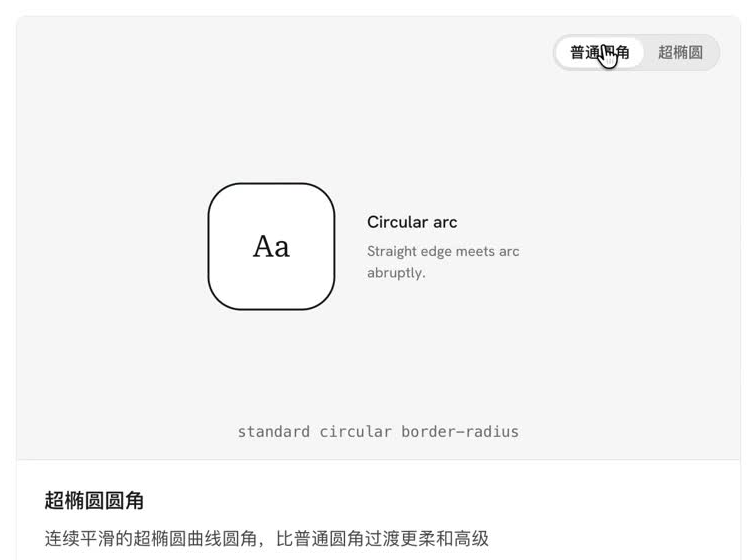 普通圆角 超椭圆
Aa
Circular arc
Straight edge meets arc
abruptly.
standard circular border-radius
超椭圆圆角
连续平滑的超椭圆曲线圆角，比普通圆角过渡更柔和高级